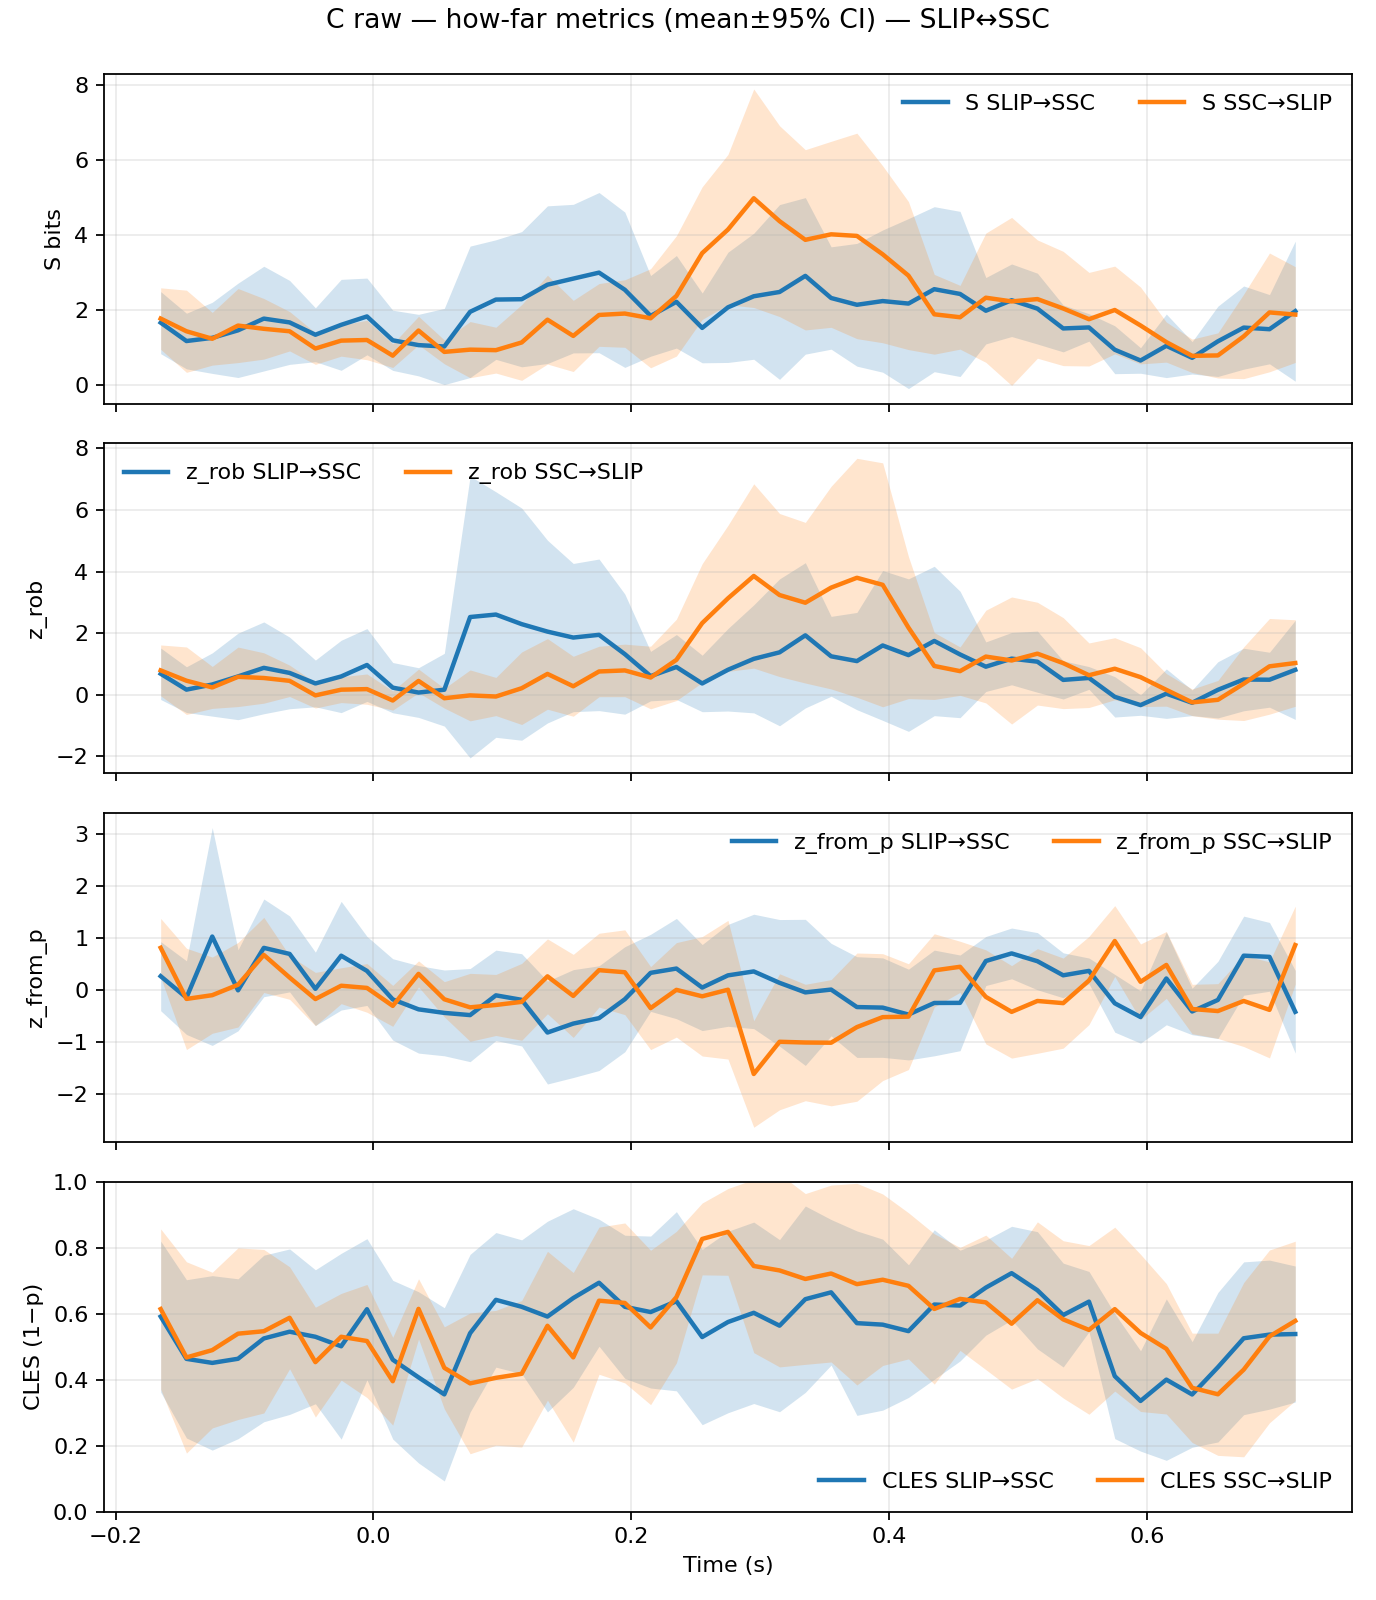 C raw — how-far metrics (mean±95% CI) — SLIP↔SSC
8
6
4
2
0
S bits
S SLIP→SSC
S SSC→SLIP
8
6
4
2
0
−2
z_rob
z_rob SLIP→SSC
z_rob SSC→SLIP
3
2
1
0
−1
−2
z_from_p
z_from_p SLIP→SSC
z_from_p SSC→SLIP
1.0
0.8
0.6
0.4
0.2
0.0
CLES (1−p)
CLES SLIP→SSC
CLES SSC→SLIP
−0.2
0.0
0.2
0.4
0.6
Time (s)